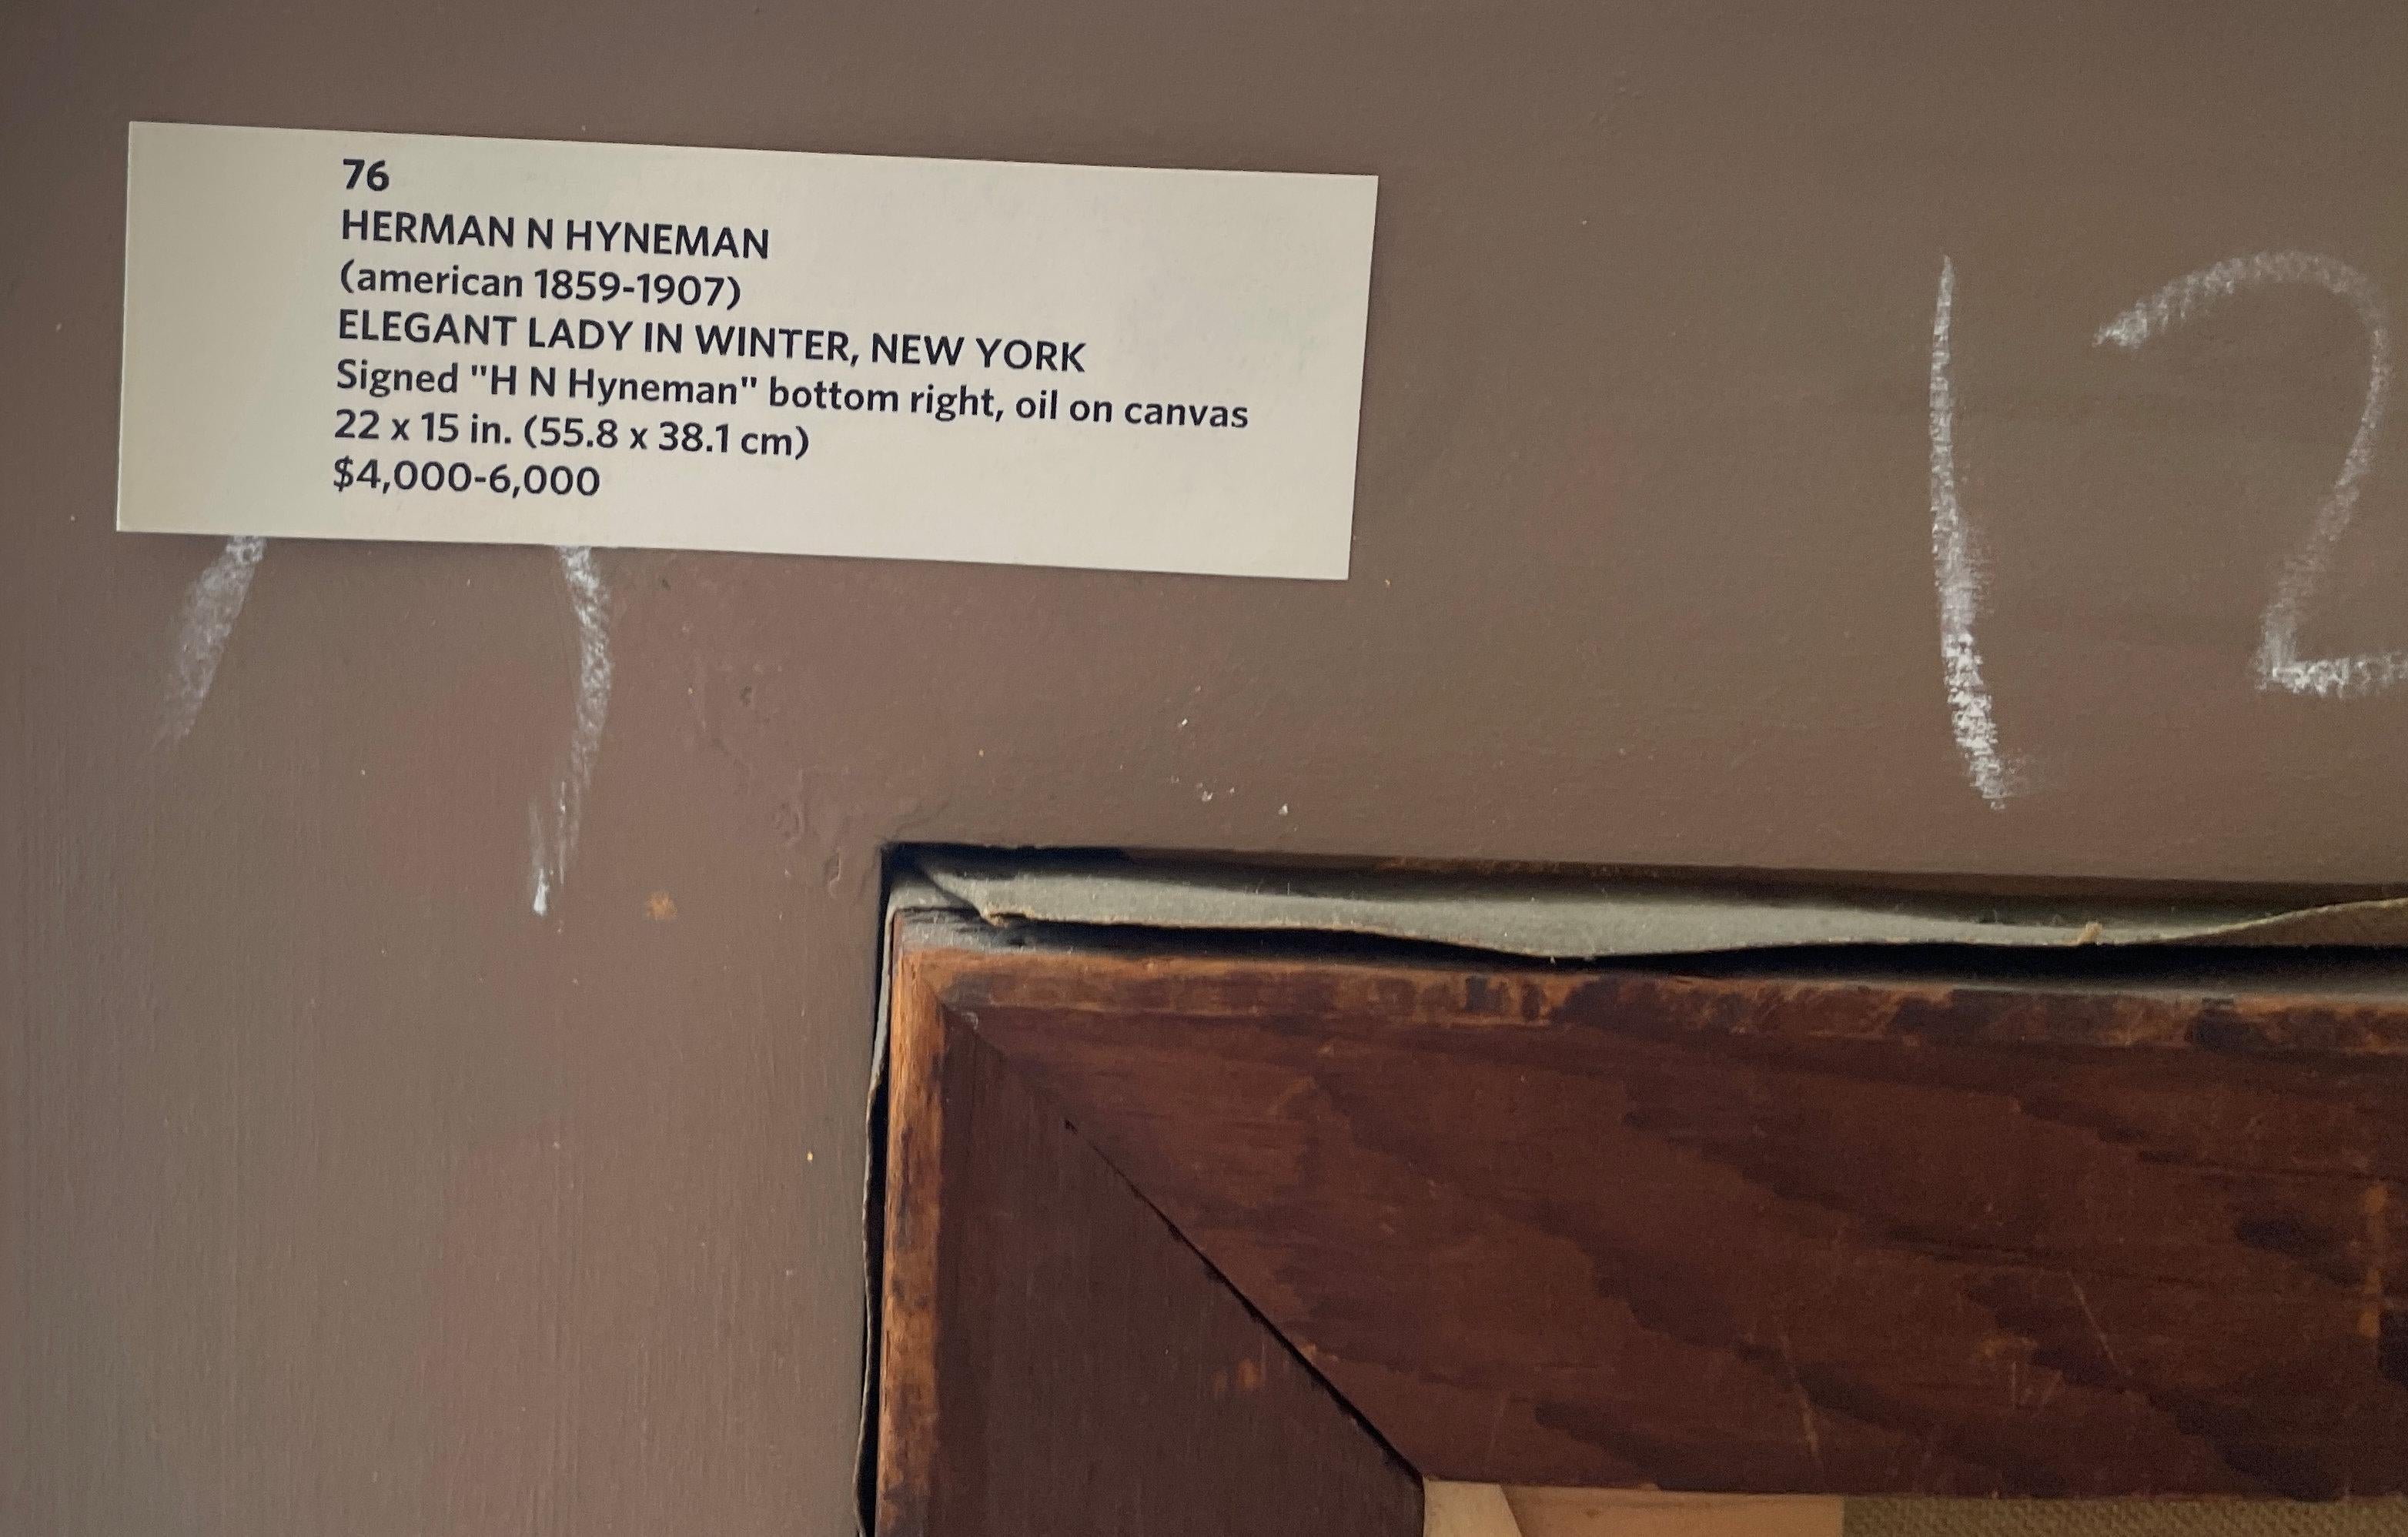 76
HERMAN N HYNEMAN
(american 1859-1907)
ELEGANT LADY IN WINTER, NEW YORK
Signed "H N Hyneman" bottom right, oil on canvas
22 x 15 in. (55.8 x 38.1 cm)
$4,000-6,000
12